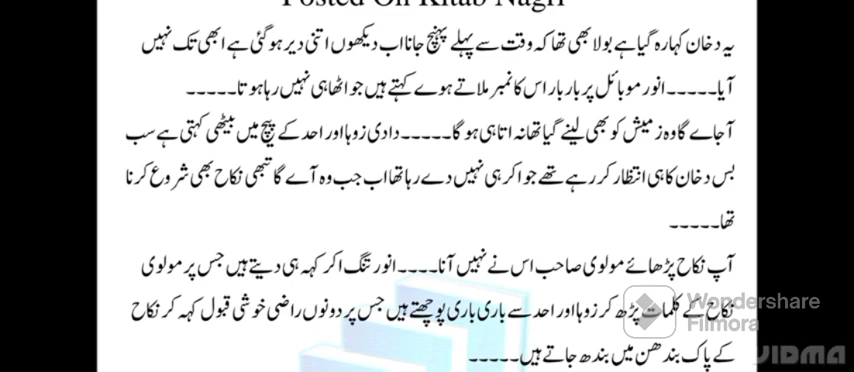 Posted On Kitab Nagri
یہ دخان کہا رہ گیا ہے بولا بھی تھا کہ وقت سے پہلے پہنچ جانا اب دیکھوں اتنی دیر ہو گئی ہے ابھی تک نہیں
آیا۔۔۔۔۔ انور موبائل پر بار بار اس کا نمبر ملاتے ہوے کہتے ہیں جو اٹھا ہی نہیں رہا ہوتا۔۔۔۔۔
آجاے گا وہ زمیش کو بھی لینے گیا تھا نہ اتا ہی ہو گا۔۔۔۔۔ دادی زوہا اور احد کے بیچ میں بیٹھی کہتی ہے سب
بس دخان کا ہی انتظار کر رہے تھے جو اکر ہی نہیں دے رہا تھا اب جب وہ آے گا تبھی نکاح بھی شروع کرنا
تھا۔۔۔۔۔
آپ نکاح پڑھائے مولوی صاحب اس نے نہیں آنا۔۔۔۔ انور تنگ اکر کہہ ہی دیتے ہیں جس پر مولوی
نکاح کے کلمات پڑھ کر زوہا اور احد سے باری باری پوچھتے ہیں جس پر دونوں راضی خوشی قبول کہہ کر نکاح
کے پاک بندھن میں بندھ جاتے ہیں۔۔۔۔۔
Wondershare
Filmora
VIDMA